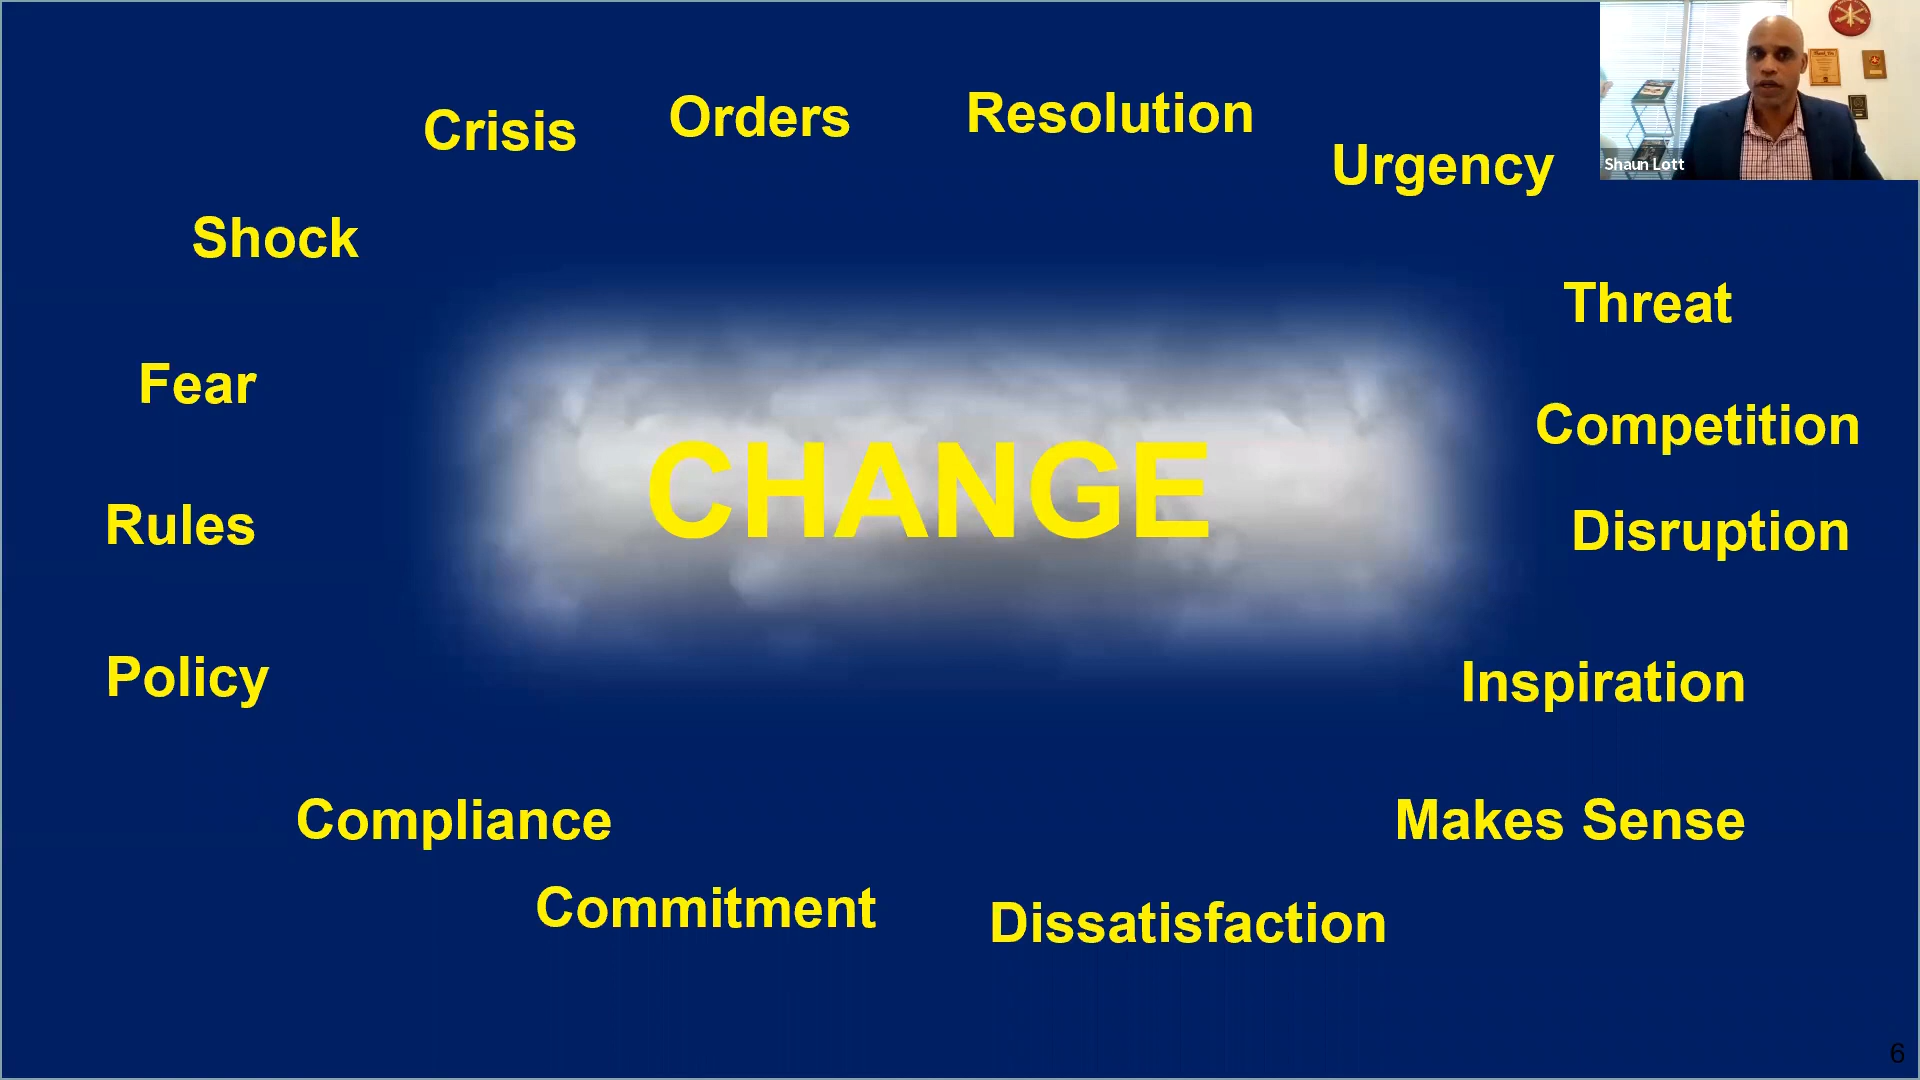 Crisis
Orders
Resolution
Urgency
Shaun Lott
Shock
Threat
Fear
Competition
CHANGE
Rules
Disruption
Policy
Inspiration
Compliance
Makes Sense
Commitment
Dissatisfaction
6